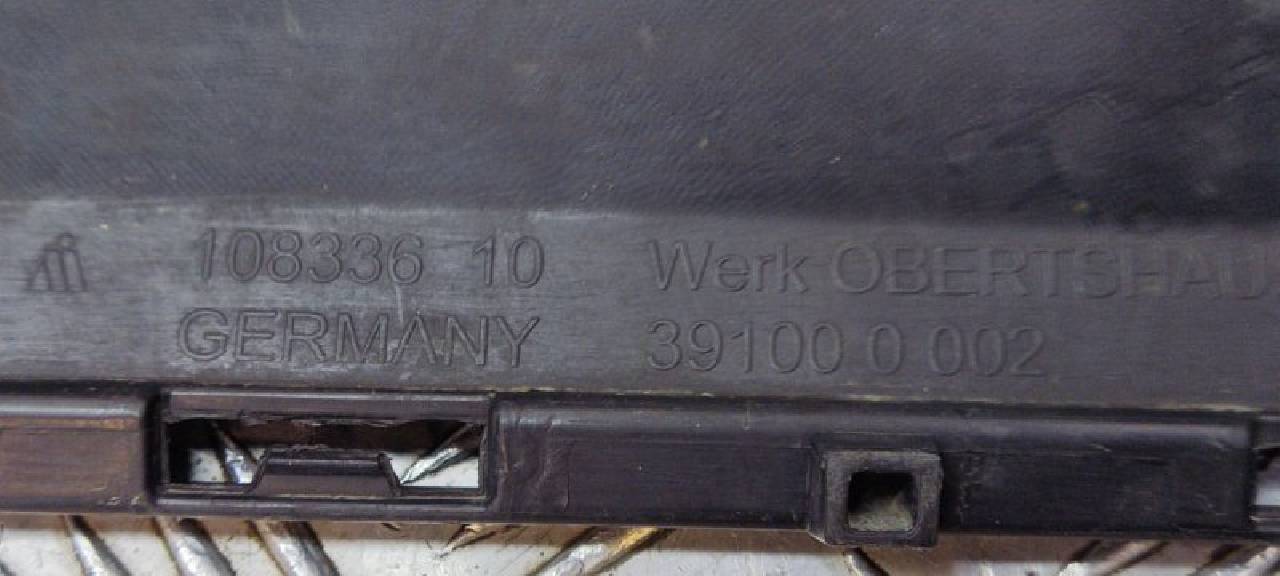 108336 10 Werk OBERTSHAU
GERMANY 39100 0 002